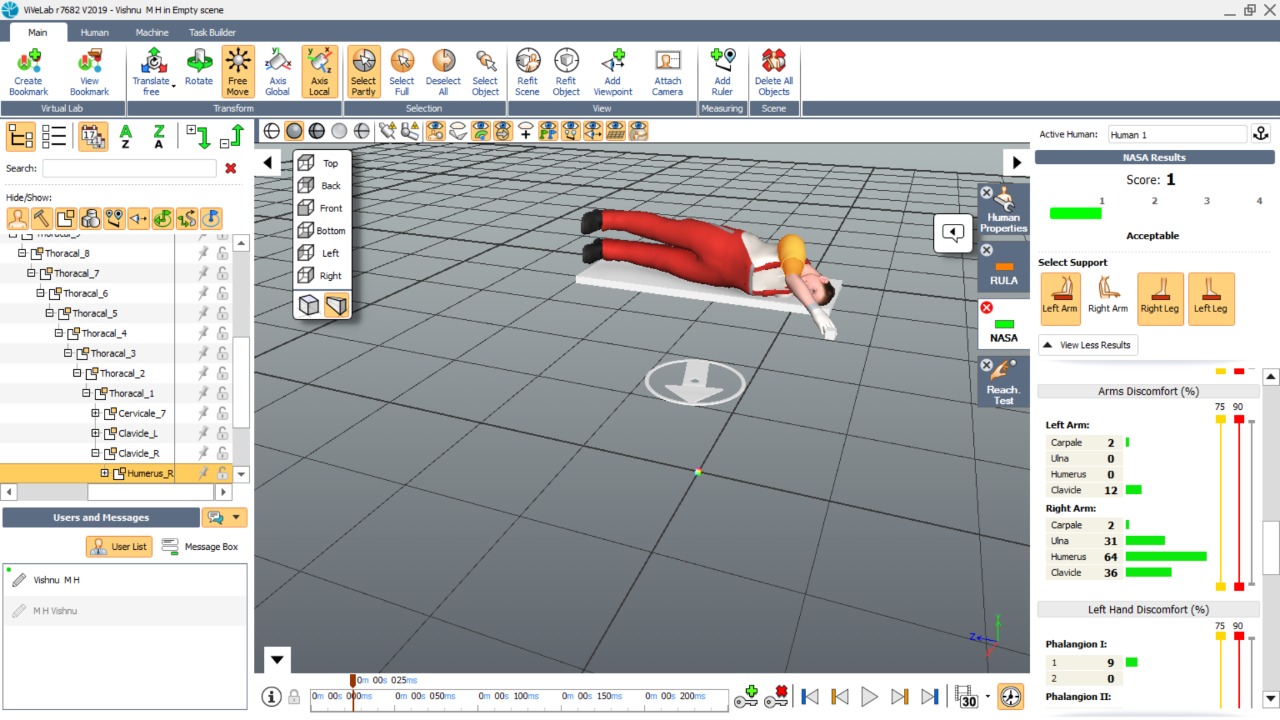 ViVeLab r7682 V2019 - Vishnu M H in Empty scene
Main
Human
Machine
Task Builder
Create Bookmark
View Bookmark
Translate free
Rotate
Free Move
Axis Global
Axis Local
Select Partly
Select Full
Deselect All
Select Object
Refit Scene
Refit Object
Add Viewpoint
Attach Camera
Add Ruler
Delete All Objects
Virtual Lab
Transform
Selection
View
Measuring
Scene
17
A Z
Z A
Search:
Hide/Show:
Thoracal_8
Thoracal_7
Thoracal_6
Thoracal_5
Thoracal_4
Thoracal_3
Thoracal_2
Thoracal_1
Cervicale_7
Clavicle_L
Clavicle_R
Humerus_R
Users and Messages
User List
Message Box
Vishnu M H
M H Vishnu
Top
Back
Front
Bottom
Left
Right
Human Properties
RULA
NASA
Reach. Test
Y
Z
0m 00s 025ms
0m 00s 000ms
0m 00s 050ms
0m 00s 100ms
0m 00s 150ms
0m 00s 200ms
30
Active Human: Human 1
NASA Results
Score: 1
1 2 3 4
Acceptable
Select Support
Left Arm
Right Arm
Right Leg
Left Leg
View Less Results
Arms Discomfort (%)
75 90
Left Arm:
Carpale 2
Ulna 0
Humerus 0
Clavicle 12
Right Arm:
Carpale 2
Ulna 31
Humerus 64
Clavicle 36
Left Hand Discomfort (%)
75 90
Phalangion I:
1 9
2 0
Phalangion II: